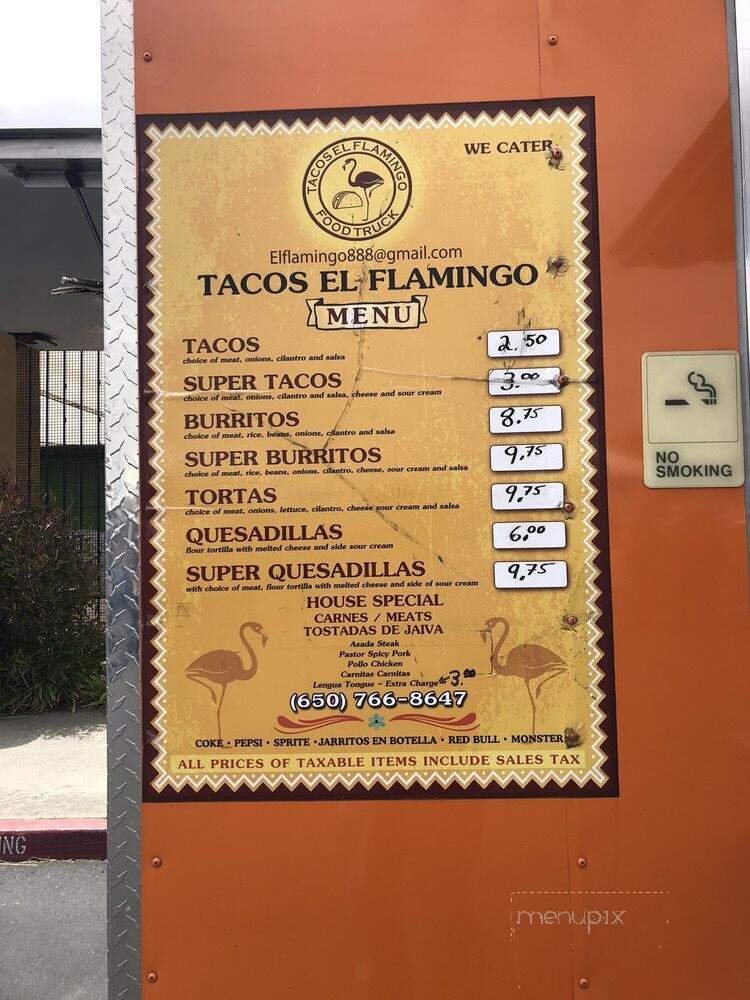 WE CATER
TACOS EL FLAMINGO
FOOD TRUCK
Elflamingo888@gmail.com
TACOS EL FLAMINGO
MENU
TACOS 2.50
choice of meat, onions, cilantro and salsa
SUPER TACOS 3.00
choice of meat, onions, cilantro and salsa, cheese and sour cream
BURRITOS 8.75
choice of meat, rice, beans, onions, cilantro and salsa
SUPER BURRITOS 9.75
choice of meat, rice, beans, onions, cilantro, cheese, sour cream and salsa
TORTAS 9.75
choice of meat, onions, lettuce, cilantro, cheese sour cream and salsa
QUESADILLAS 6.00
flour tortilla with melted cheese and side sour cream
SUPER QUESADILLAS 9.75
with choice of meat, flour tortilla with melted cheese and side of sour cream
HOUSE SPECIAL
CARNES / MEATS
TOSTADAS DE JAIVA
Asada Steak
Pastor Spicy Pork
Pollo Chicken
Carnitas Carnitas
Lengua Tongue - Extra Charge 3.00
(650) 766-8647
COKE • PEPSI • SPRITE • JARRITOS EN BOTELLA • RED BULL • MONSTER
ALL PRICES OF TAXABLE ITEMS INCLUDE SALES TAX
NO
SMOKING
NG
menupix